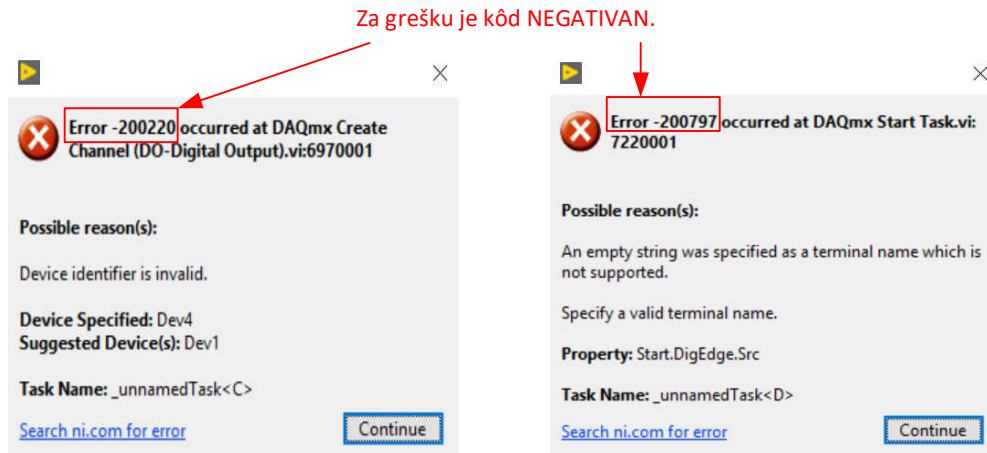 Za grešku je kôd NEGATIVAN.
Error -200220 occurred at DAQmx Create
Channel (DO-Digital Output).vi:6970001
Possible reason(s):
Device identifier is invalid.
Device Specified: Dev4
Suggested Device(s): Dev1
Task Name: _unnamedTask<C>
Search ni.com for error
Continue
Error -200797 occurred at DAQmx Start Task.vi:
7220001
Possible reason(s):
An empty string was specified as a terminal name which is
not supported.
Specify a valid terminal name.
Property: Start.DigEdge.Src
Task Name: _unnamedTask<D>
Search ni.com for error
Continue